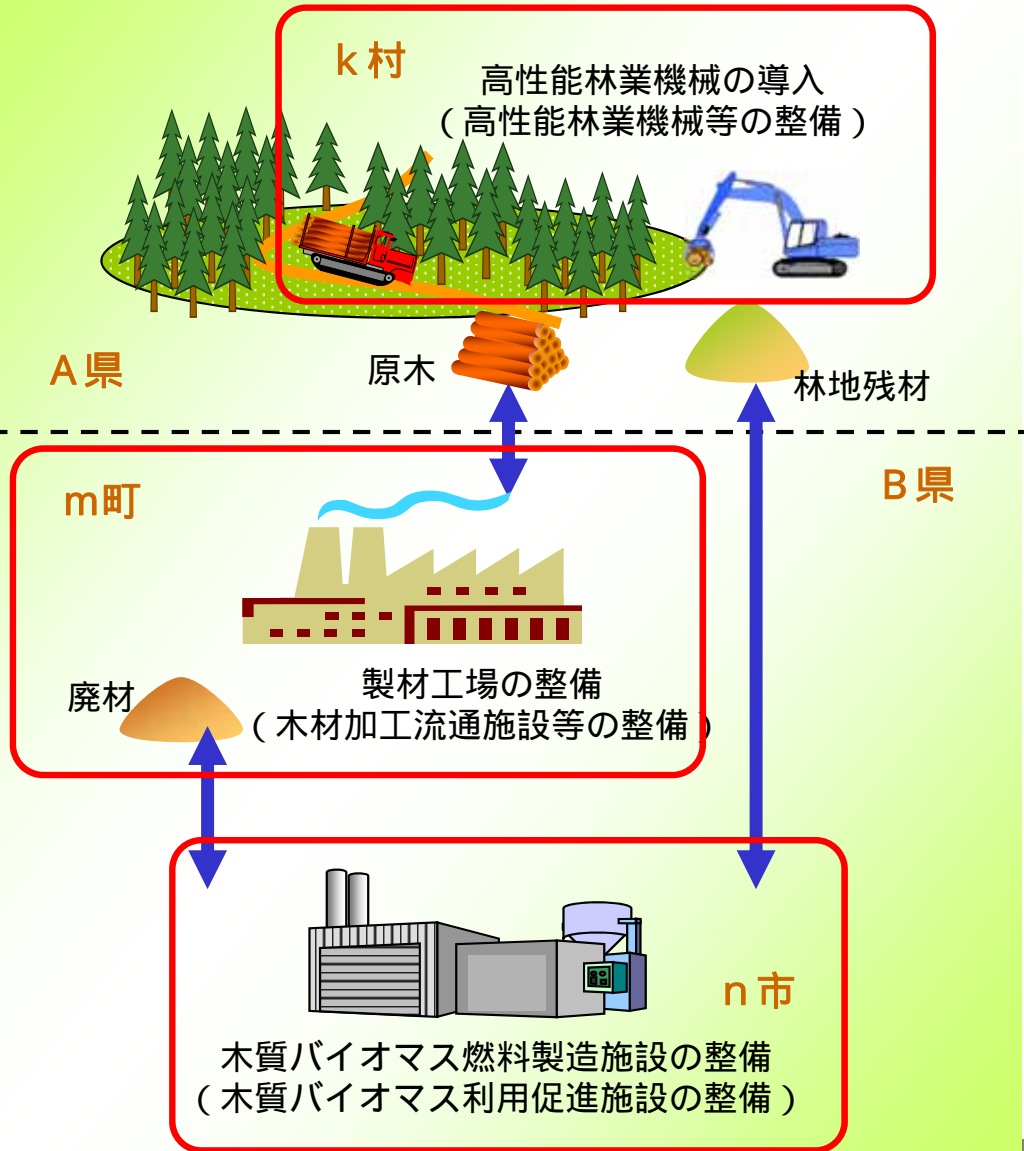 k村
高性能林業機械の導入
（高性能林業機械等の整備）
A県
原木
林地残材
B県
m町
製材工場の整備
（木材加工流通施設等の整備）
廃材
n市
木質バイオマス燃料製造施設の整備
（木質バイオマス利用促進施設の整備）